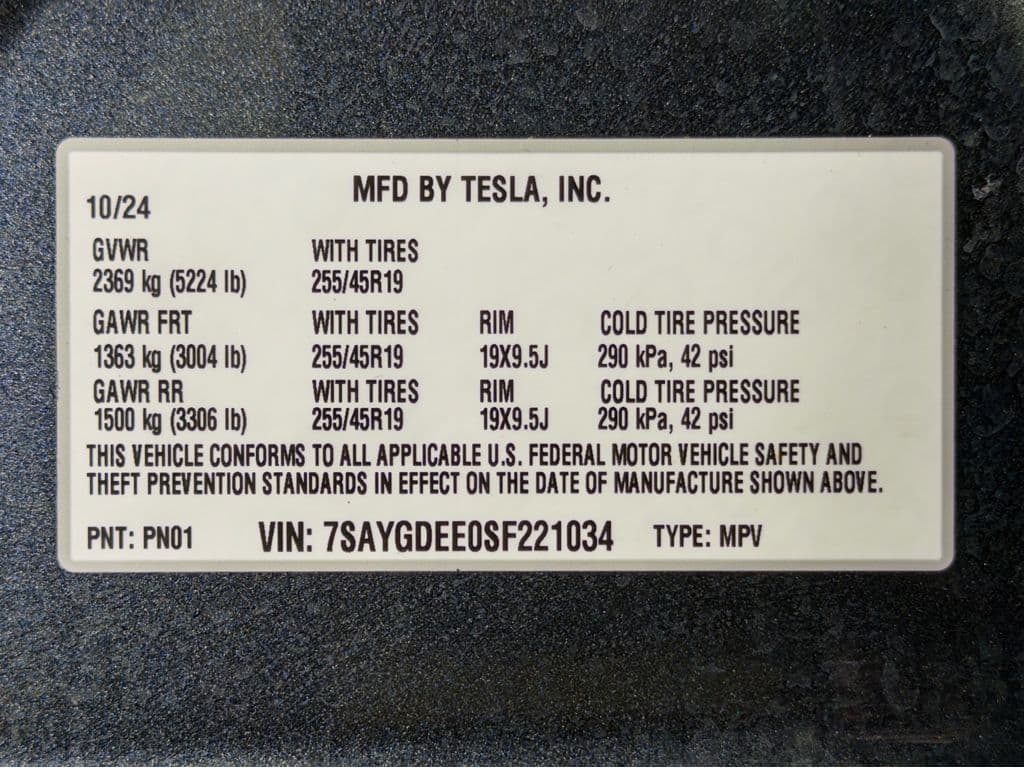 MFD BY TESLA, INC.
10/24
GVWR WITH TIRES
2369 kg (5224 lb) 255/45R19
GAWR FRT WITH TIRES RIM COLD TIRE PRESSURE
1363 kg (3004 lb) 255/45R19 19X9.5J 290 kPa, 42 psi
GAWR RR WITH TIRES RIM COLD TIRE PRESSURE
1500 kg (3306 lb) 255/45R19 19X9.5J 290 kPa, 42 psi
THIS VEHICLE CONFORMS TO ALL APPLICABLE U.S. FEDERAL MOTOR VEHICLE SAFETY AND
THEFT PREVENTION STANDARDS IN EFFECT ON THE DATE OF MANUFACTURE SHOWN ABOVE.
PNT: PN01 VIN: 7SAYGDEE0SF221034 TYPE: MPV